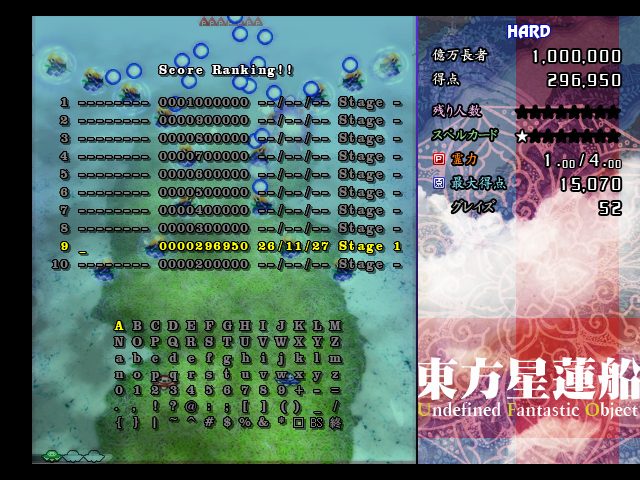 Score Ranking!!
1 -------- 0001000000 --/--/-- Stage -
2 -------- 0000900000 --/--/-- Stage -
3 -------- 0000800000 --/--/-- Stage -
4 -------- 0000700000 --/--/-- Stage -
5 -------- 0000600000 --/--/-- Stage -
6 -------- 0000500000 --/--/-- Stage -
7 -------- 0000400000 --/--/-- Stage -
8 -------- 0000300000 --/--/-- Stage -
9 _ 0000296950 26/11/27 Stage 1
10 -------- 0000200000 --/--/-- Stage -
A B C D E F G H I J K L M
N O P Q R S T U V W X Y Z
a b c d e f g h i j k l m
n o p q r s t u v w x y z
0 1 2 3 4 5 6 7 8 9 + - =
. , ! ? @ : ; [ ] ( ) _ /
{ } | ~ ^ # $ % & * □ BS 終
HARD
億万長者 1,000,000
得点 296,950
残り人数
スペルカード
P 霊力 1.00/4.00
点 最大得点 15,070
グレイズ 52
東方星蓮船
Undefined Fantastic Object